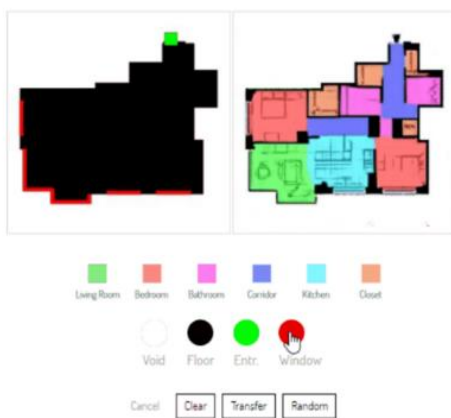 Living Room Bedroom Bathroom Corridor Kitchen Closet
Void Floor Entr. Window
Cancel Clear Transfer Random